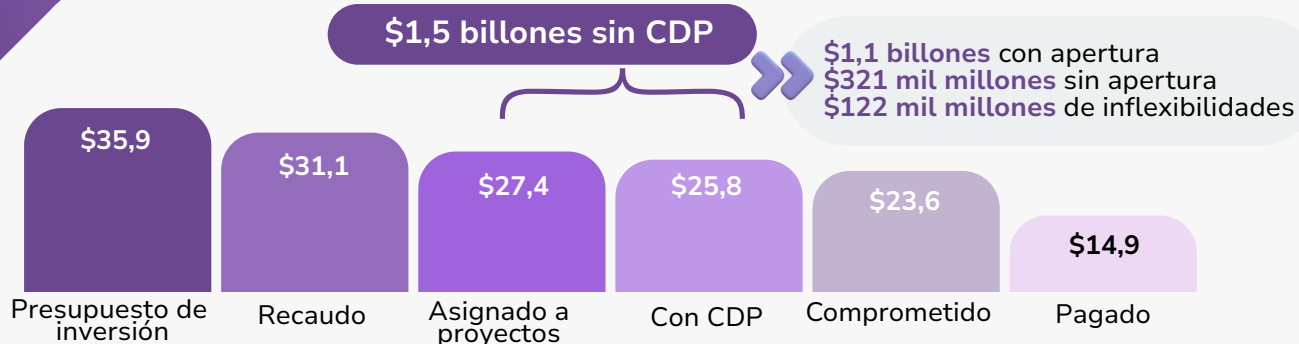 $1,5 billones sin CDP
$1,1 billones con apertura
$321 mil millones sin apertura
$122 mil millones de inflexibilidades
$35,9
$31,1
$27,4
$25,8
$23,6
$14,9
Presupuesto de
inversión
Recaudo
Asignado a
proyectos
Con CDP
Comprometido
Pagado